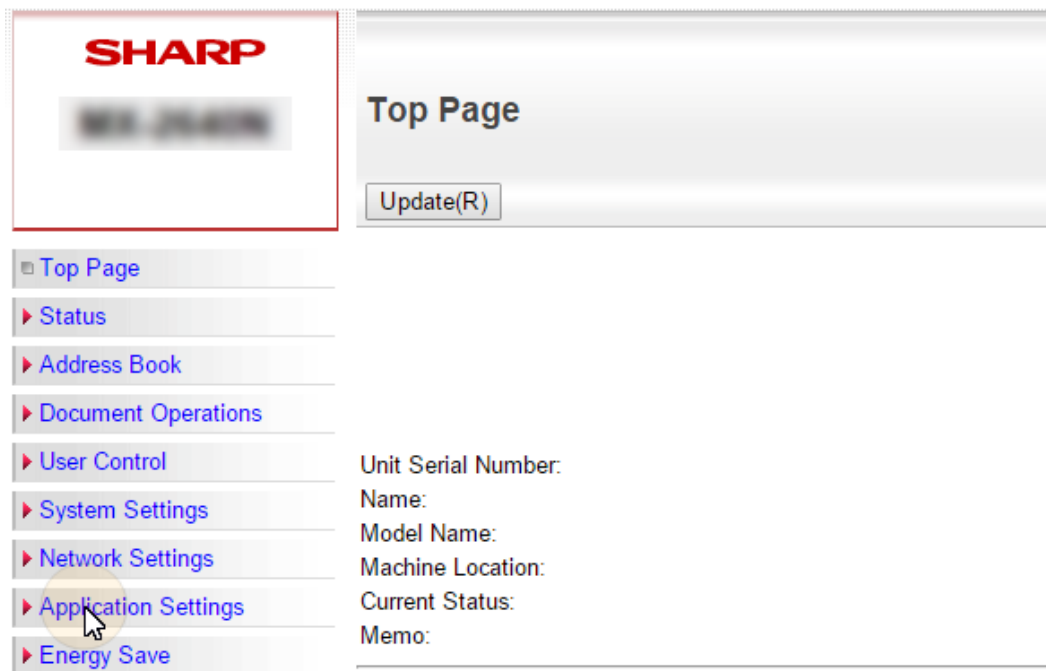 SHARP
Top Page
Update(R)
Top Page
Status
Address Book
Document Operations
User Control
System Settings
Network Settings
Application Settings
Energy Save
Unit Serial Number:
Name:
Model Name:
Machine Location:
Current Status:
Memo: